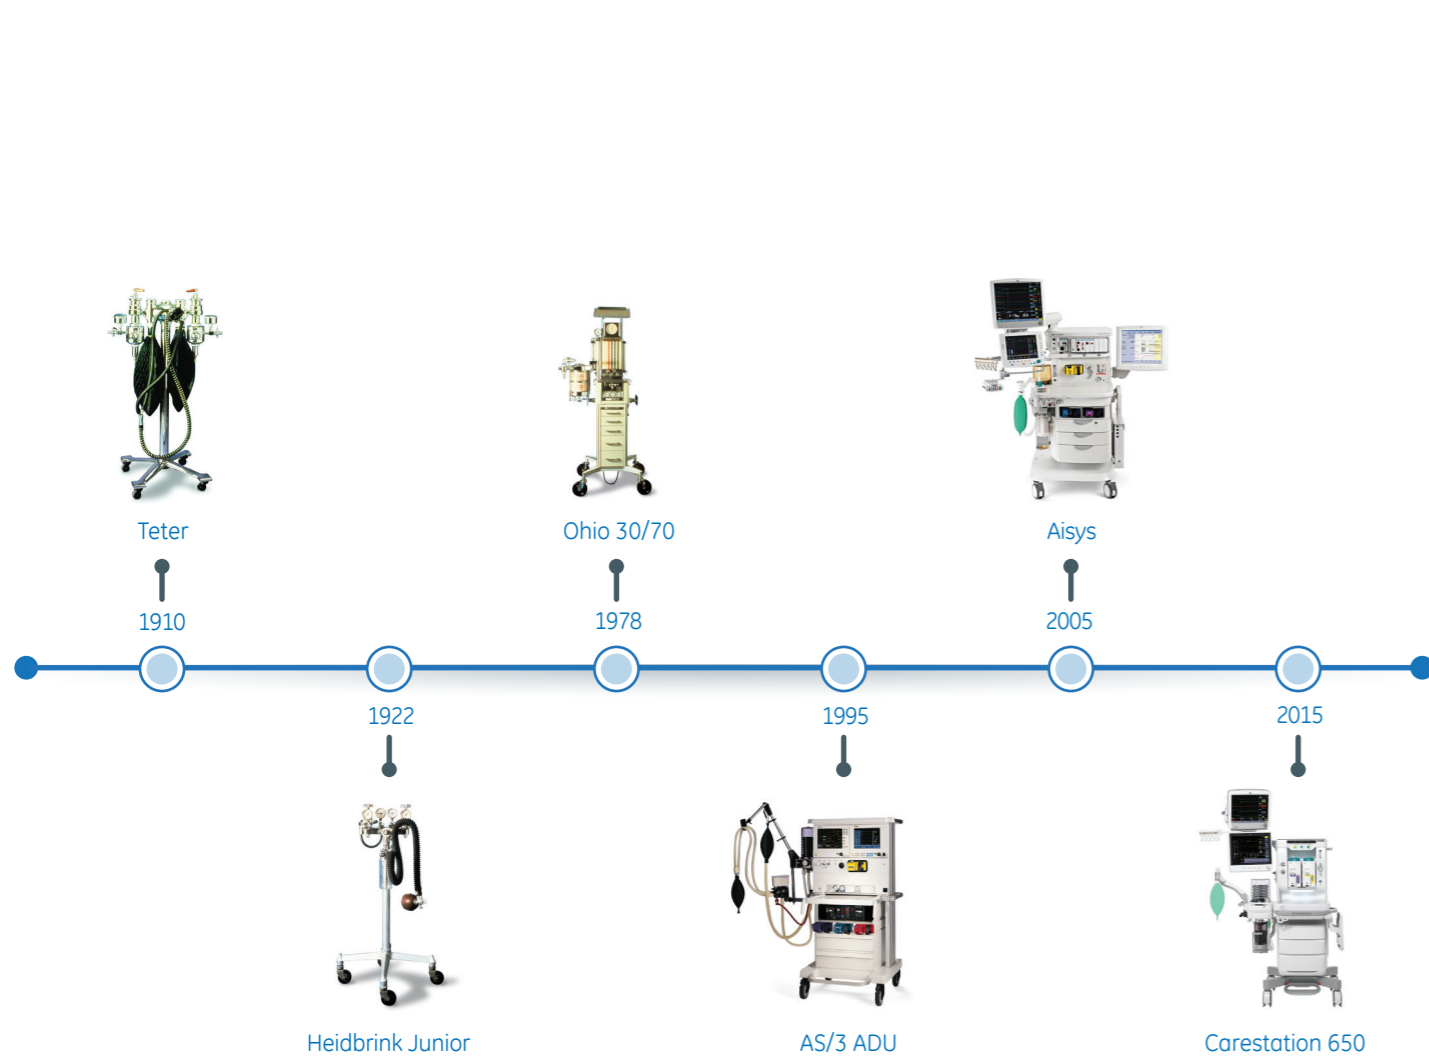 Teter
Ohio 30/70
Aisys
1910
1978
2005
1922
1995
2015
Heidbrink Junior
AS/3 ADU
Carestation 650